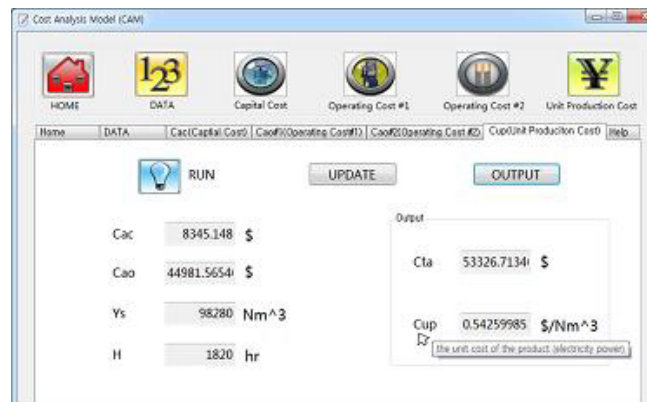 Cost Analysis Model (CAM)
123
¥
HOME DATA Capital Cost Operating Cost #1 Operating Cost #2 Unit Production Cost
Home DATA Cac(Captial Cost) Cao#1(Operating Cost#1) Cao#2(Operating Cost #2) Cup(Unit Produciton Cost) Help
RUN UPDATE OUTPUT
Output
Cac 8345.148 $
Cta 53326.7134 $
Cao 44981.5654 $
Ys 98280 Nm^3
Cup 0.54259985 $/Nm^3
the unit cost of the product (electricity power)
H 1820 hr